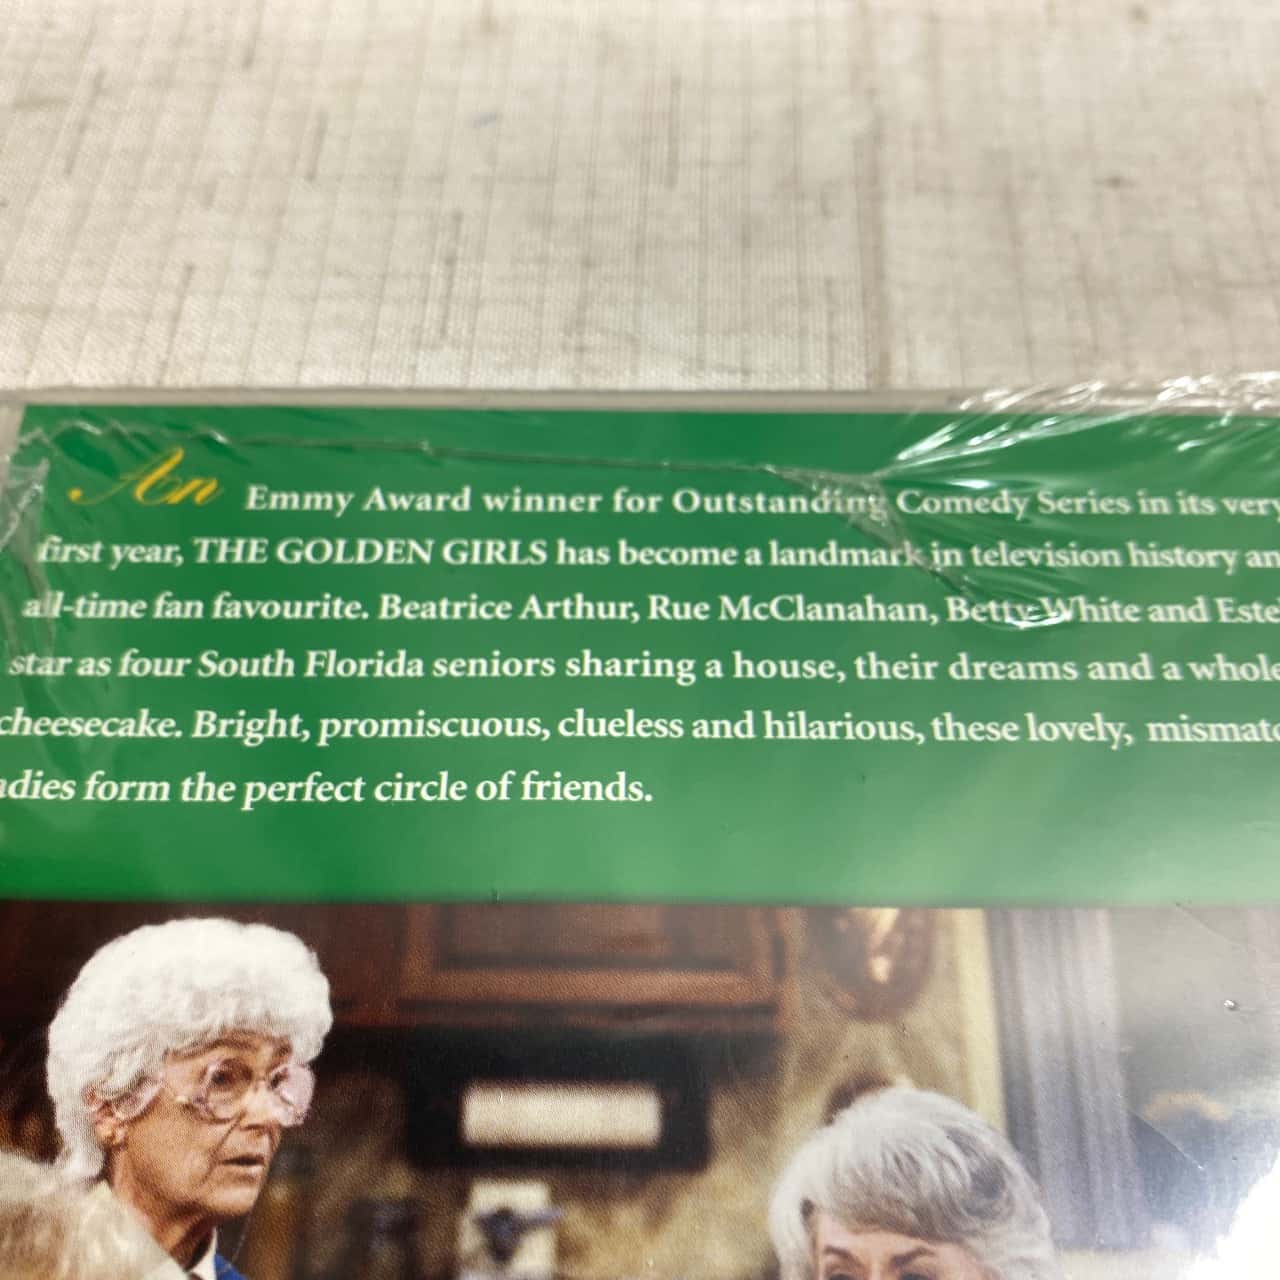 An Emmy Award winner for Outstanding Comedy Series in its very
first year, THE GOLDEN GIRLS has become a landmark in television history an
all-time fan favourite. Beatrice Arthur, Rue McClanahan, Betty White and Estel
star as four South Florida seniors sharing a house, their dreams and a whole
cheesecake. Bright, promiscuous, clueless and hilarious, these lovely, mismatc
adies form the perfect circle of friends.